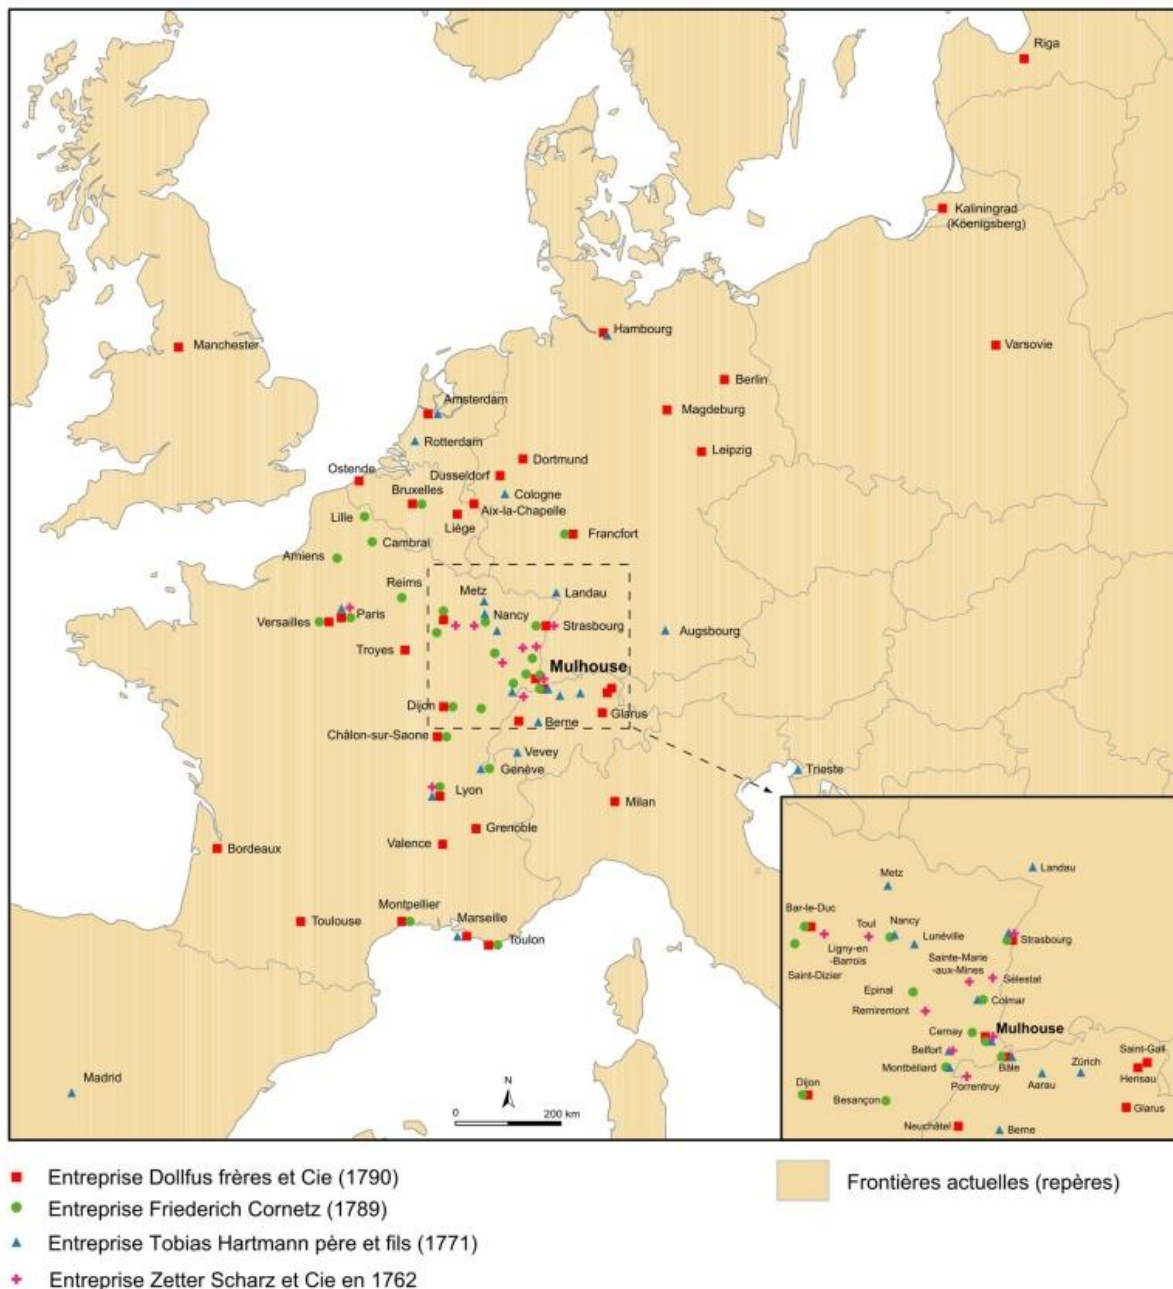 Riga
Kaliningrad
(Köenigsberg)
Manchester
Hambourg
Varsovie
Berlin
Amsterdam
Magdeburg
Rotterdam
Leipzig
Dortmund
Ostende
Düsseldorf
Bruxelles
Cologne
Aix-la-Chapelle
Lille
Liége
Francfort
Cambrai
Amiens
Reims
Metz
Landau
Nancy
Versailles
Paris
Strasbourg
Augsbourg
Troyes
Mulhouse
Dijon
Glarus
Berne
Châlon-sur-Saone
Vevey
Genève
Trieste
Lyon
Milan
Grenoble
Valence
Bordeaux
Montpellier
Marseille
Toulouse
Toulon
Madrid
N
0 200 km
Landau
Metz
Bar-le-Duc
Toul
Nancy
Lunéville
Strasbourg
Ligny-en
-Barrois
Sainte-Marie
-aux-Mines
Saint-Dizier
Sélestat
Epinal
Colmar
Remiremont
Cernay
Mulhouse
Belfort
Saint-Gall
Montbéliard
Bâle
Zürich
Herisau
Porrentruy
Aarau
Dijon
Besançon
Glarus
Neuchâtel
Berne
Entreprise Dollfus frères et Cie (1790)
Entreprise Friederich Cornetz (1789)
Entreprise Tobias Hartmann père et fils (1771)
Entreprise Zetter Scharz et Cie en 1762
Frontières actuelles (repères)